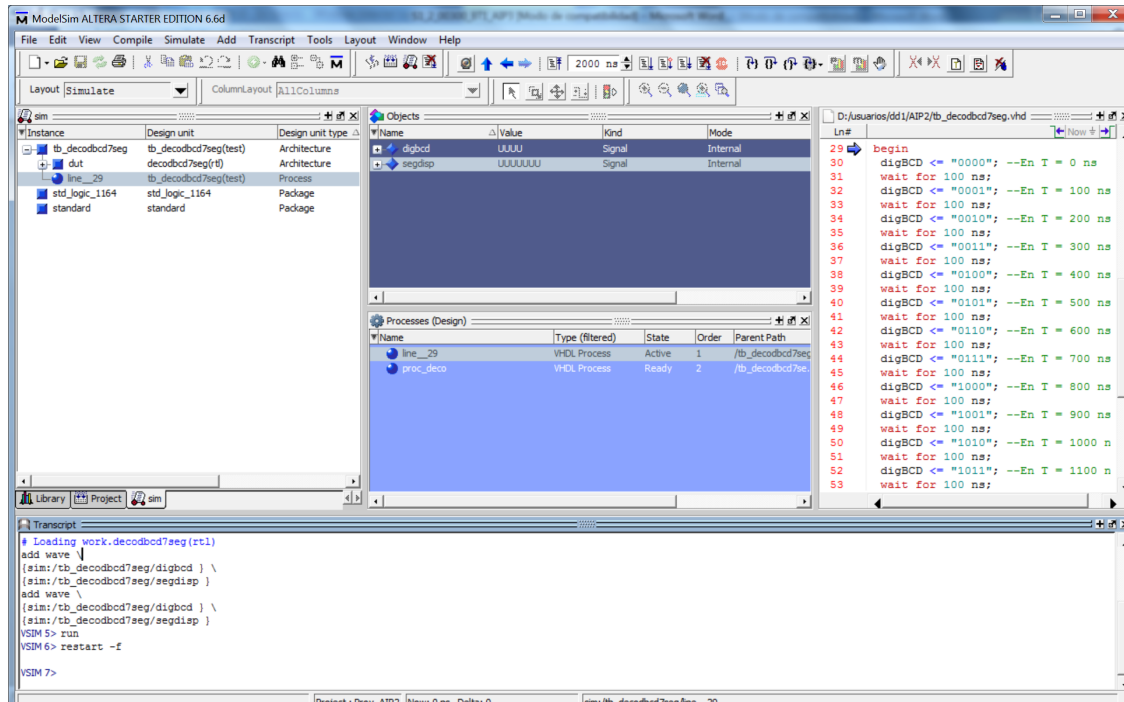 ModelSim ALTERA STARTER EDITION 6.6d
File Edit View Compile Simulate Add Transcript Tools Layout Window Help
2000 ns
Layout Simulate
ColumnLayout AllColumns
sim
Instance Design unit Design unit type
tb_decodbcd7seg tb_decodbcd7seg(test) Architecture
dut decodbcd7seg(rtl) Architecture
line__29 tb_decodbcd7seg(test) Process
std_logic_1164 std_logic_1164 Package
standard standard Package
Library Project sim
Objects
Name Value Kind Mode
digbcd UUUU Signal Internal
segdisp UUUUUUU Signal Internal
Processes (Design)
Name Type (filtered) State Order Parent Path
line__29 VHDL Process Active 1 /tb_decodbcd7seg
proc_deco VHDL Process Ready 2 /tb_decodbcd7se...
D:/usuarios/dd1/AIP2/tb_decodbcd7seg.vhd
Ln# Now
29 begin
30 digBCD <= "0000"; --En T = 0 ns
31 wait for 100 ns;
32 digBCD <= "0001"; --En T = 100 ns
33 wait for 100 ns;
34 digBCD <= "0010"; --En T = 200 ns
35 wait for 100 ns;
36 digBCD <= "0011"; --En T = 300 ns
37 wait for 100 ns;
38 digBCD <= "0100"; --En T = 400 ns
39 wait for 100 ns;
40 digBCD <= "0101"; --En T = 500 ns
41 wait for 100 ns;
42 digBCD <= "0110"; --En T = 600 ns
43 wait for 100 ns;
44 digBCD <= "0111"; --En T = 700 ns
45 wait for 100 ns;
46 digBCD <= "1000"; --En T = 800 ns
47 wait for 100 ns;
48 digBCD <= "1001"; --En T = 900 ns
49 wait for 100 ns;
50 digBCD <= "1010"; --En T = 1000 n
51 wait for 100 ns;
52 digBCD <= "1011"; --En T = 1100 n
53 wait for 100 ns;
Transcript
# Loading work.decodbcd7seg(rtl)
add wave \
{sim:/tb_decodbcd7seg/digbcd } \
{sim:/tb_decodbcd7seg/segdisp }
add wave \
{sim:/tb_decodbcd7seg/digbcd } \
{sim:/tb_decodbcd7seg/segdisp }
VSIM 5> run
VSIM 6> restart -f
VSIM 7>